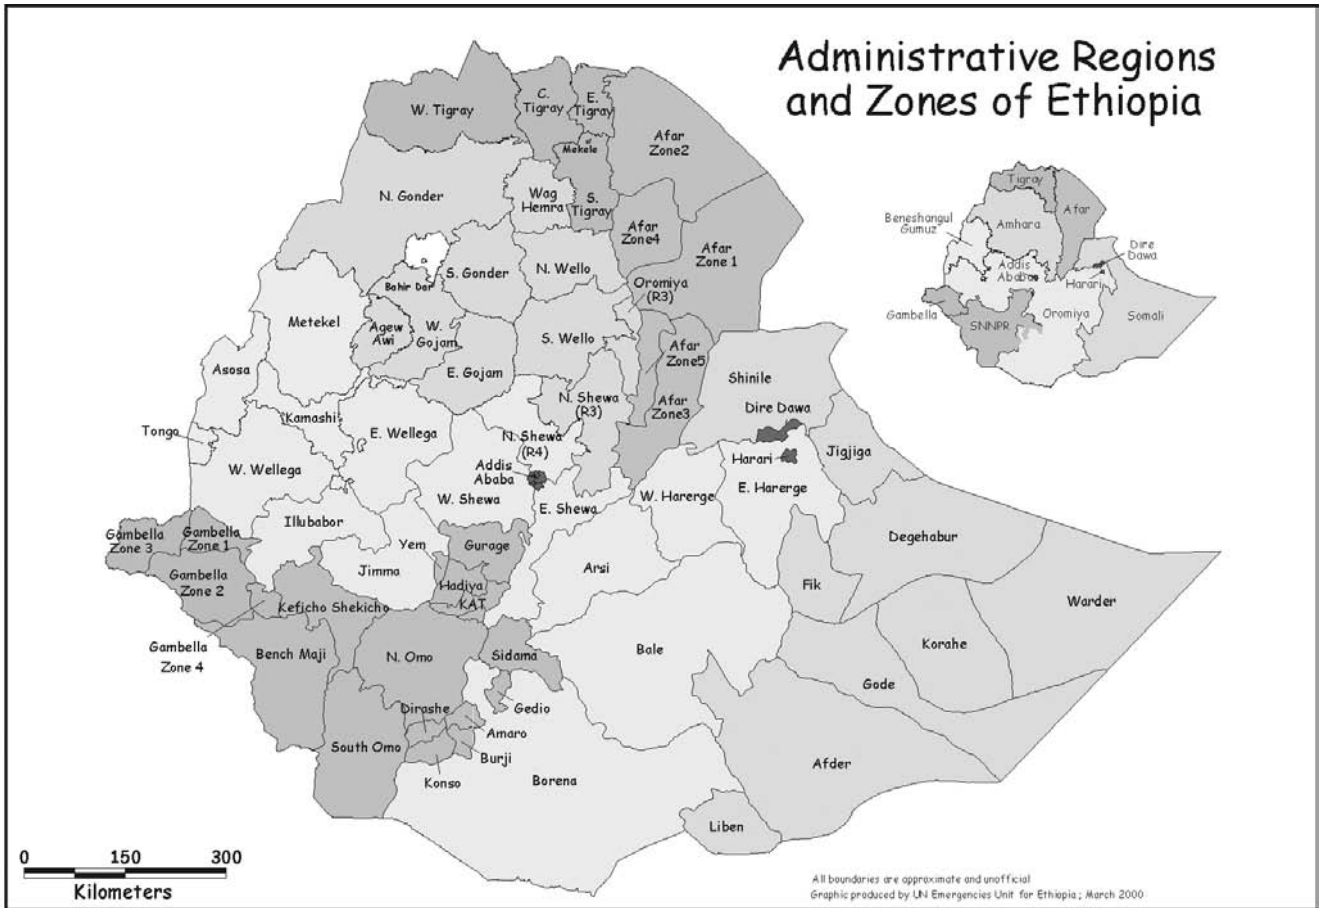 Administrative Regions
and Zones of Ethiopia
W. Tigray
C.
Tigray
E.
Tigray
Mekele
Afar
Zone2
N. Gonder
Wag
Hemra
S.
Tigray
Afar
Zone4
Afar
Zone 1
S. Gonder
N. Wello
Bahir Dar
Oromiya
(R3)
Metekel
Agew
Awi
W.
Gojam
S. Wello
Afar
Zone5
Asosa
E. Gojam
Shinile
N. Shewa
(R3)
Afar
Zone3
Dire Dawa
Kamashi
Tongo
E. Wellega
N. Shewa
(R4)
Harari
Jigjiga
W. Wellega
Addis
Ababa
W. Shewa
E. Shewa
W. Harerge
E. Harerge
Illubabor
Gambella
Zone 3
Gambella
Zone 1
Yem
Gurage
Degehabur
Jimma
Arsi
Gambella
Zone 2
Hadiya
Fik
KAT
Keficho Shekicho
Warder
Gambella
Zone 4
Bench Maji
N. Omo
Sidama
Bale
Korahe
Gode
Dirashe
Gedio
Amaro
South Omo
Burji
Konso
Borena
Afder
Liben
Tigray
Afar
Beneshangul
Gumuz
Amhara
Dire
Dawa
Addis
Ababa
Harari
Gambella
SNNPR
Oromiya
Somali
0 150 300
Kilometers
All boundaries are approximate and unofficial
Graphic produced by UN Emergencies Unit for Ethiopia; March 2000